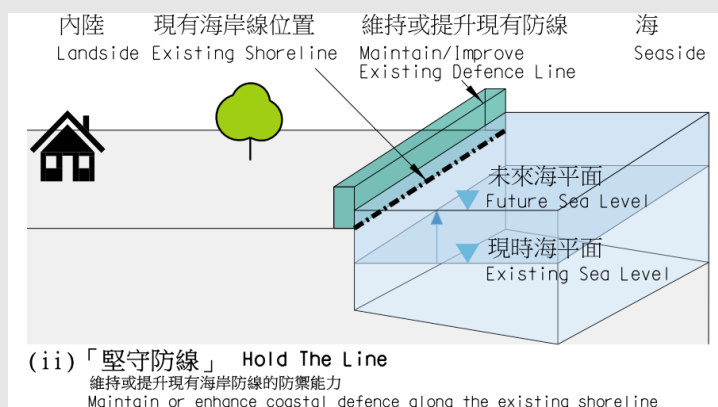 內陸
現有海岸線位置
維持或提升現有防線
海
Landside
Existing Shoreline
Maintain/Improve
Existing Defence Line
Seaside
未來海平面
Future Sea Level
現時海平面
Existing Sea Level
(ii)「堅守防線」 Hold The Line
維持或提升現有海岸防線的防禦能力
Maintain or enhance coastal defence along the existing shoreline